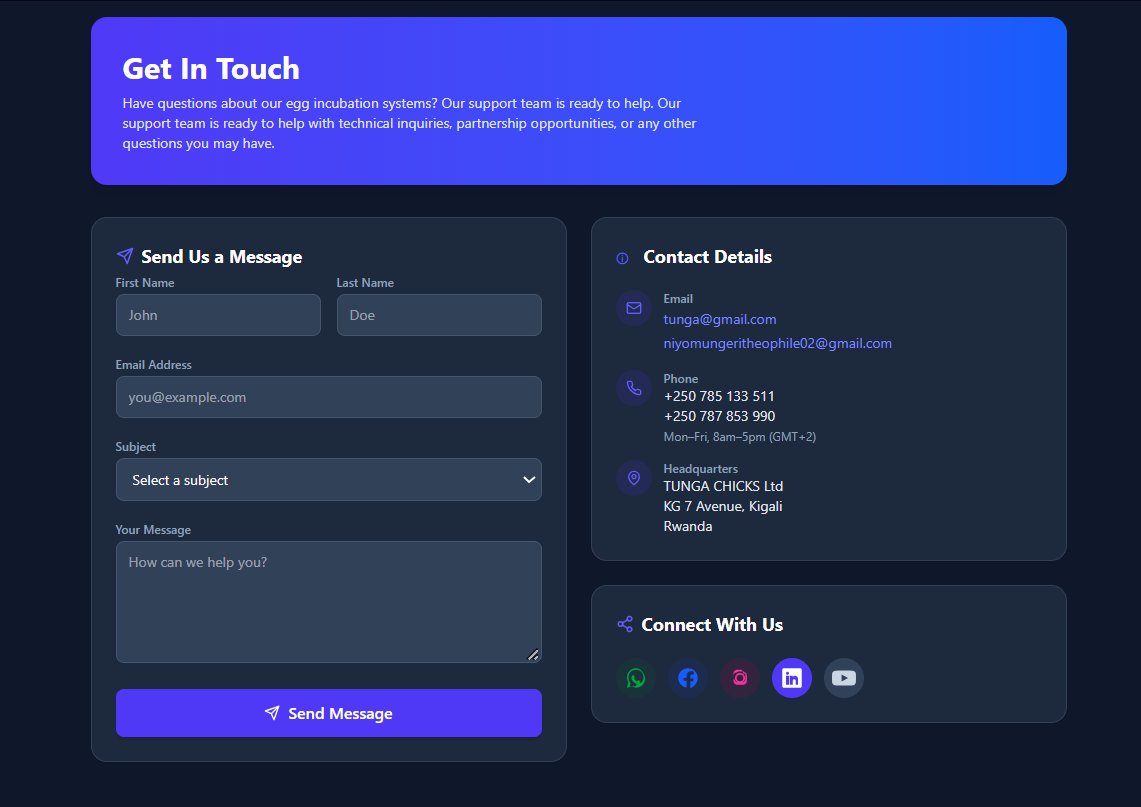 Get In Touch
Have questions about our egg incubation systems? Our support team is ready to help. Our
support team is ready to help with technical inquiries, partnership opportunities, or any other
questions you may have.
Send Us a Message
First Name
Last Name
John
Doe
Email Address
you@example.com
Subject
Select a subject
Your Message
How can we help you?
Send Message
Contact Details
Email
tunga@gmail.com
niyomungeritheophile02@gmail.com
Phone
+250 785 133 511
+250 787 853 990
Mon–Fri, 8am–5pm (GMT+2)
Headquarters
TUNGA CHICKS Ltd
KG 7 Avenue, Kigali
Rwanda
Connect With Us